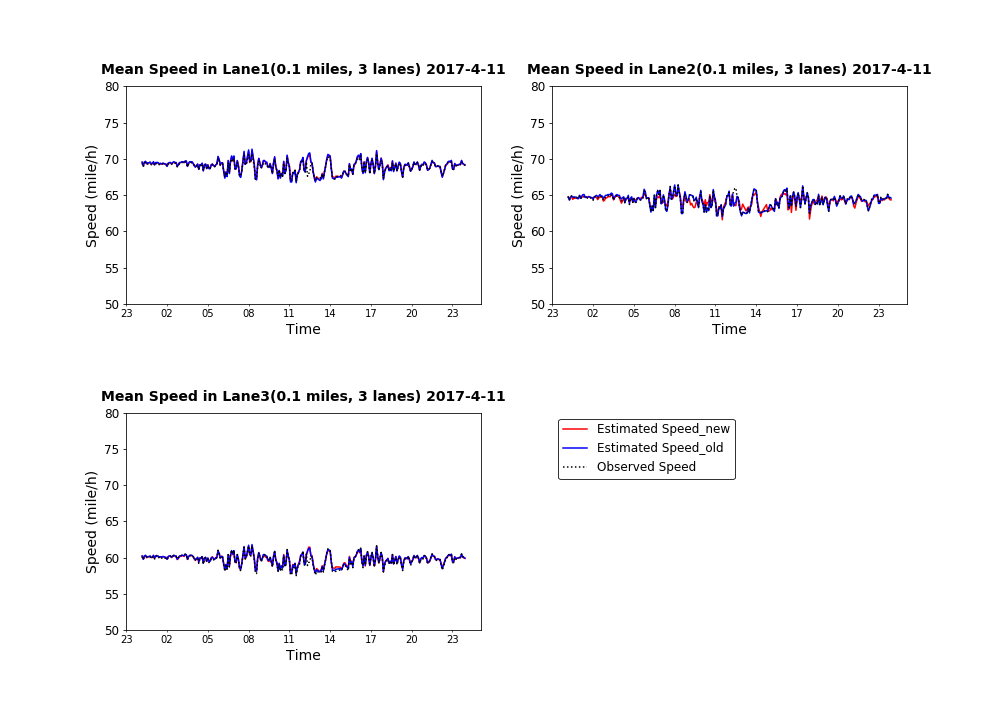 Mean Speed in Lane1(0.1 miles, 3 lanes) 2017-4-11
80
75
70
65
60
55
50
Speed (mile/h)
23 02 05 08 11 14 17 20 23
Time
Mean Speed in Lane2(0.1 miles, 3 lanes) 2017-4-11
80
75
70
65
60
55
50
Speed (mile/h)
23 02 05 08 11 14 17 20 23
Time
Mean Speed in Lane3(0.1 miles, 3 lanes) 2017-4-11
80
75
70
65
60
55
50
Speed (mile/h)
23 02 05 08 11 14 17 20 23
Time
Estimated Speed_new
Estimated Speed_old
Observed Speed